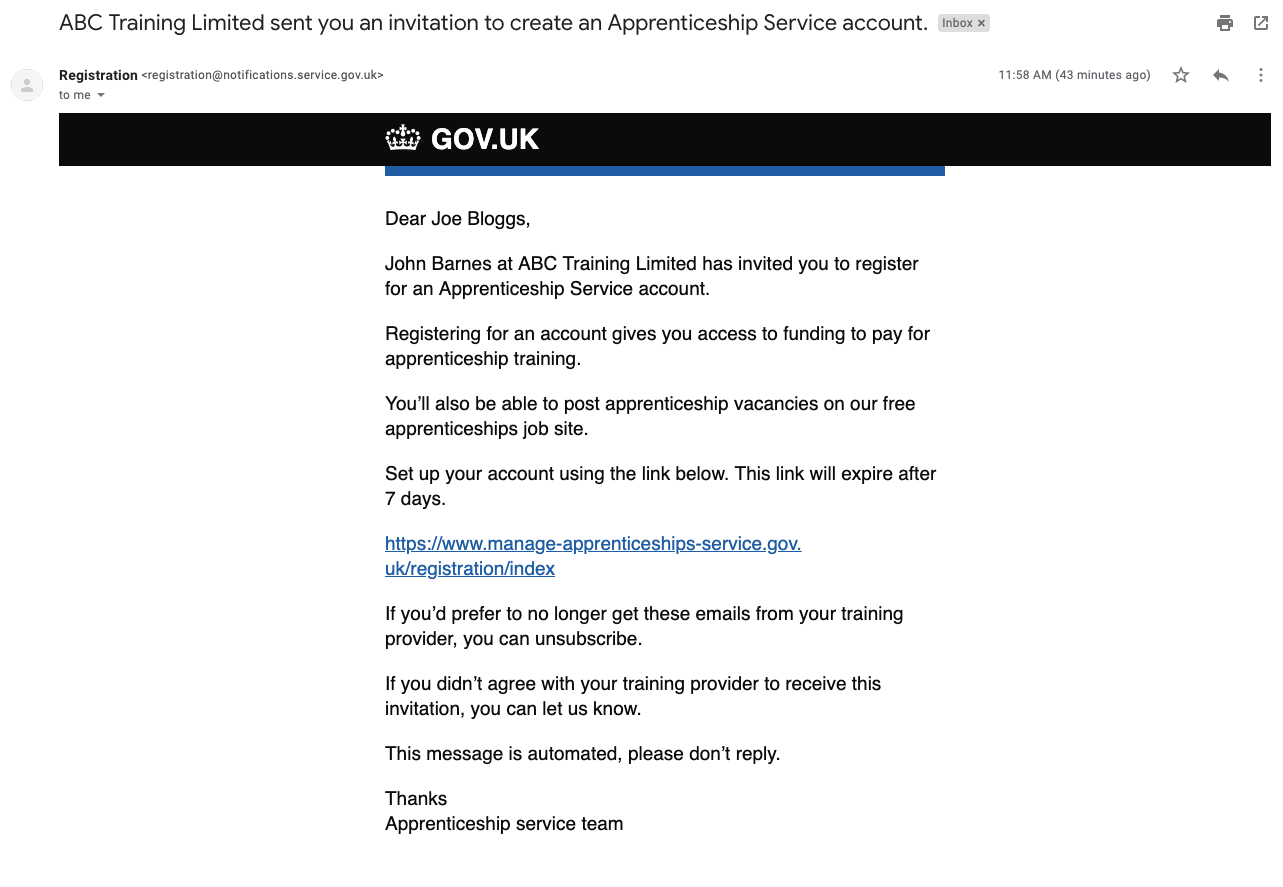 ABC Training Limited sent you an invitation to create an Apprenticeship Service account. Inbox ×
Registration <registration@notifications.service.gov.uk> 11:58 AM (43 minutes ago)
to me
GOV.UK
Dear Joe Bloggs,
John Barnes at ABC Training Limited has invited you to register
for an Apprenticeship Service account.
Registering for an account gives you access to funding to pay for
apprenticeship training.
You’ll also be able to post apprenticeship vacancies on our free
apprenticeships job site.
Set up your account using the link below. This link will expire after
7 days.
https://www.manage-apprenticeships-service.gov.
uk/registration/index
If you’d prefer to no longer get these emails from your training
provider, you can unsubscribe.
If you didn’t agree with your training provider to receive this
invitation, you can let us know.
This message is automated, please don’t reply.
Thanks
Apprenticeship service team